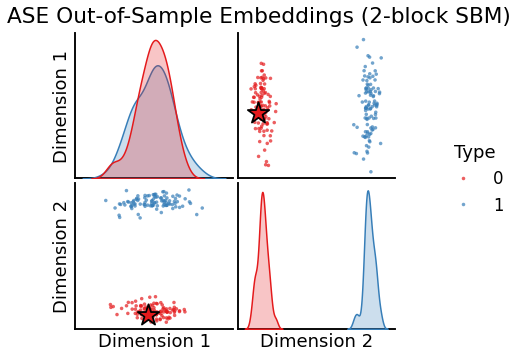 ASE Out-of-Sample Embeddings (2-block SBM)
Dimension 1
Type
0
1
Dimension 2
Dimension 1
Dimension 2